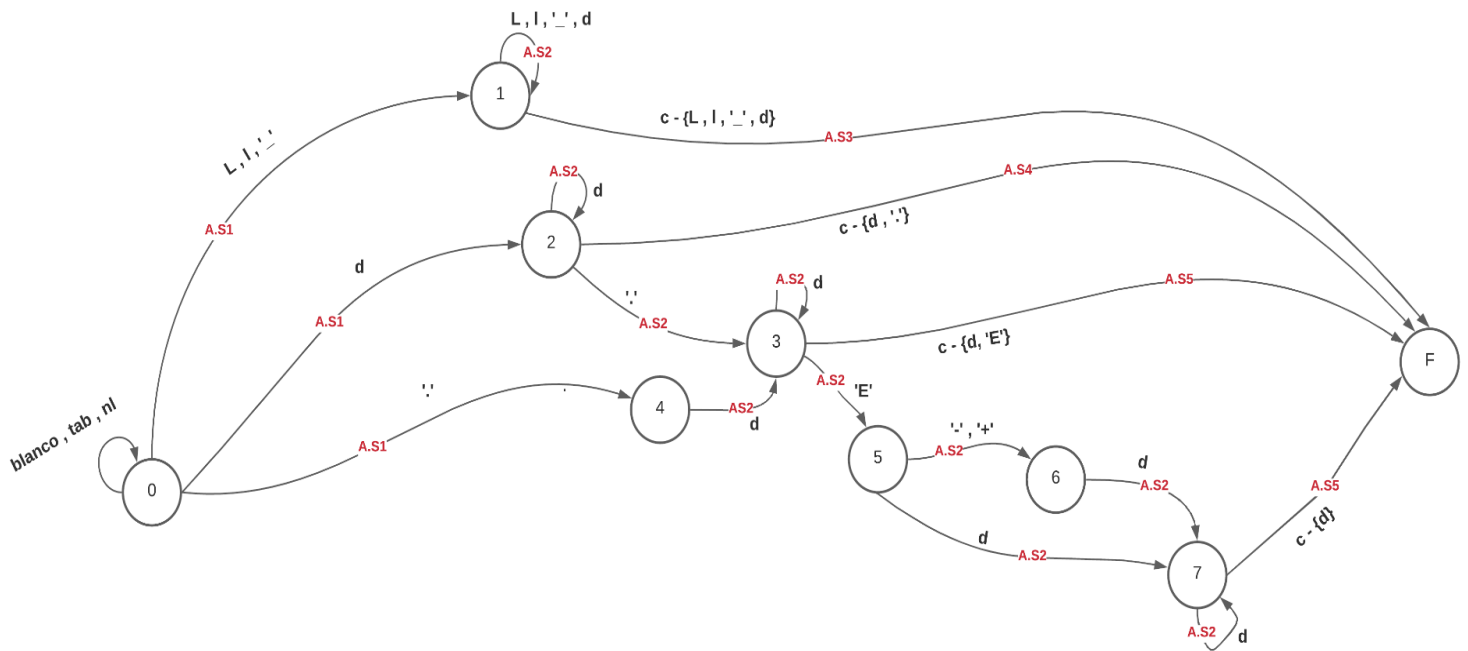 L , l , '_' , d
A.S2
1
c - {L , l , '_' , d}
A.S3
L , l , '_'
A.S1
A.S2
d
A.S4
2
c - {d , '.'}
d
A.S1
'.'
A.S2
A.S2
d
A.S5
3
c - {d, 'E'}
F
'.'
.
A.S2
'E'
4
AS2
d
blanco , tab , nl
A.S1
0
5
'-' , '+'
A.S2
6
d
A.S2
A.S5
c - {d}
d
A.S2
7
A.S2
d